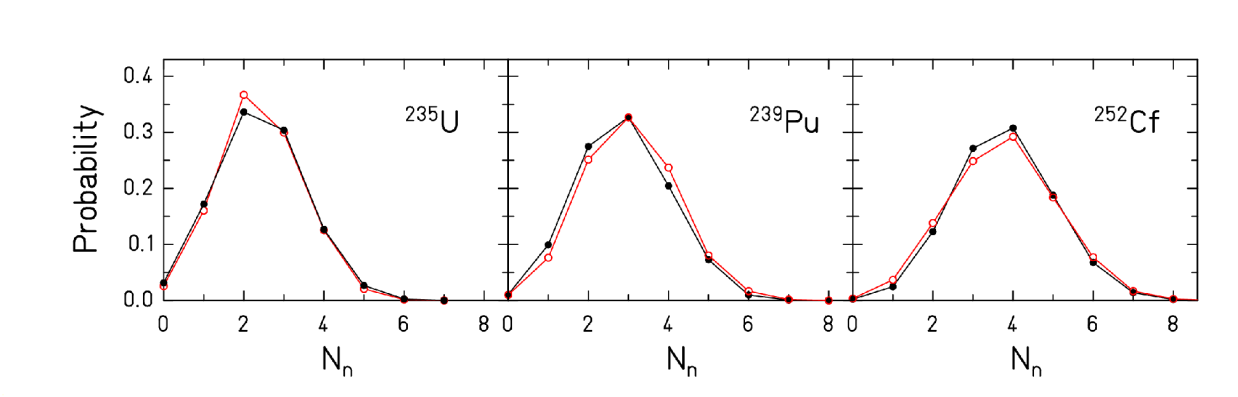 Probability
0.4
0.3
0.2
0.1
0.0
²³⁵U
²³⁹Pu
²⁵²Cf
0 2 4 6 8 0 2 4 6 8 0 2 4 6 8
Nₙ Nₙ Nₙ